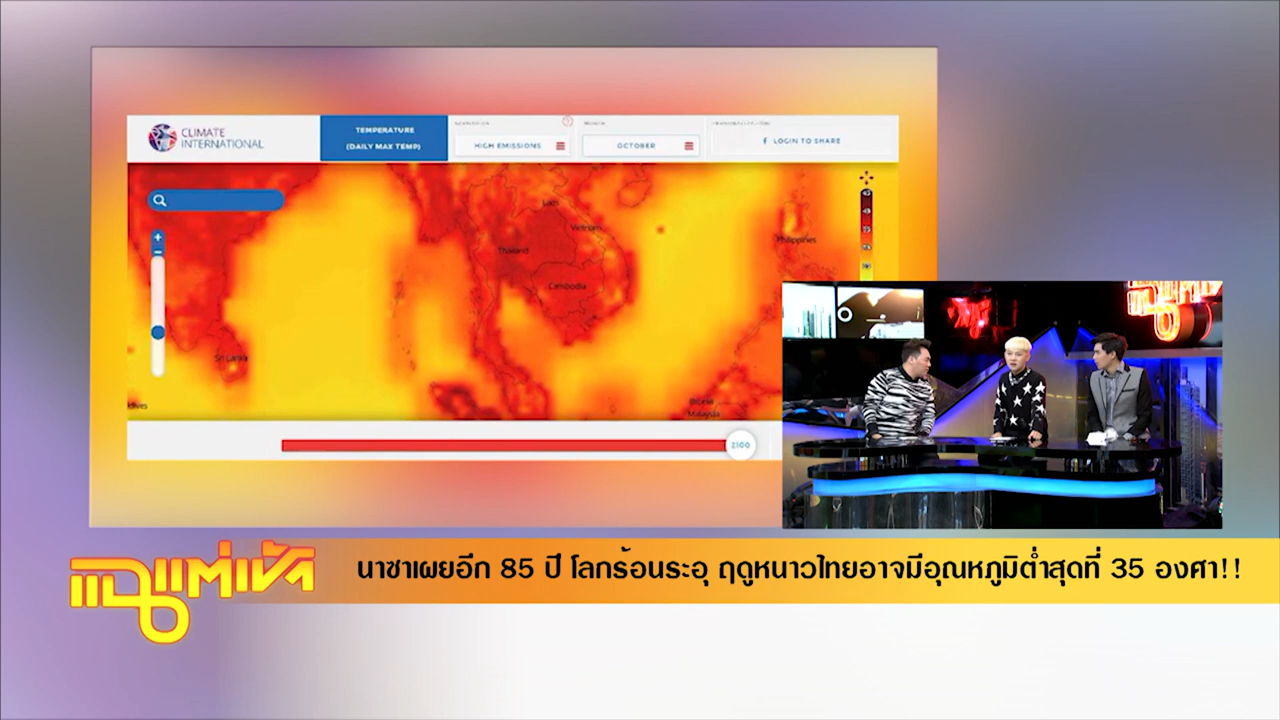 CLIMATE
INTERNATIONAL
TEMPERATURE
(DAILY MAX TEMP)
HIGH EMISSIONS
OCTOBER
f LOGIN TO SHARE
Laos
Vietnam
Thailand
Philippines
Cambodia
Sri Lanka
Malaysia
2100
แฉแต่เช้า
นาซาเผยอีก 85 ปี โลกร้อนระอุ ฤดูหนาวไทยอาจมีอุณหภูมิต่ำสุดที่ 35 องศา!!